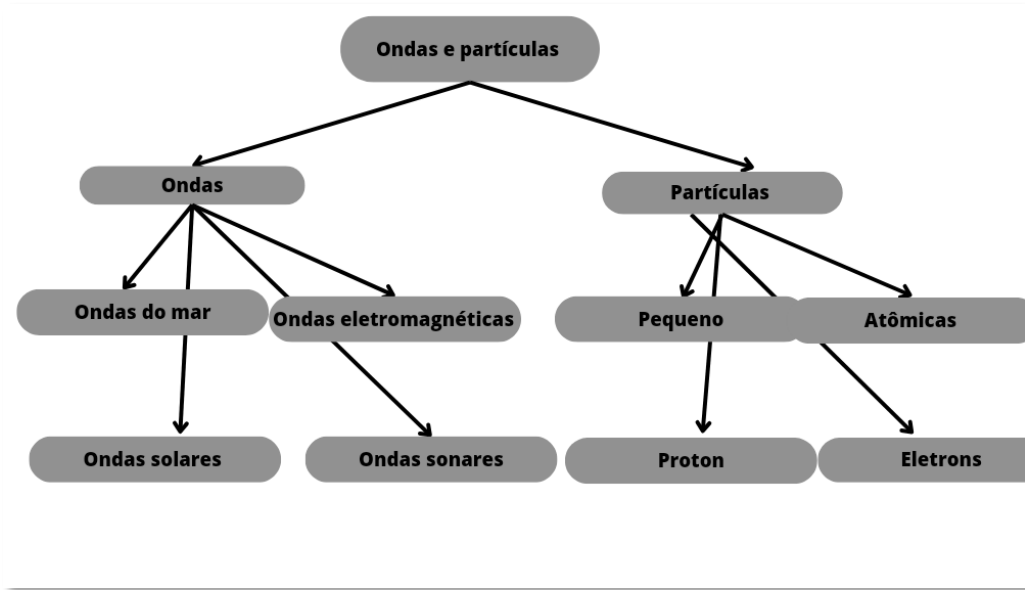 Ondas e partículas
Ondas
Partículas
Ondas do mar
Ondas eletromagnéticas
Pequeno
Atômicas
Ondas solares
Ondas sonares
Proton
Eletrons